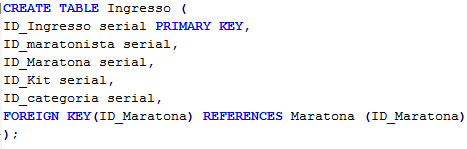 CREATE TABLE Ingresso (
ID_Ingresso serial PRIMARY KEY,
ID_maratonista serial,
ID_Maratona serial,
ID_Kit serial,
ID_categoria serial,
FOREIGN KEY(ID_Maratona) REFERENCES Maratona (ID_Maratona)
);